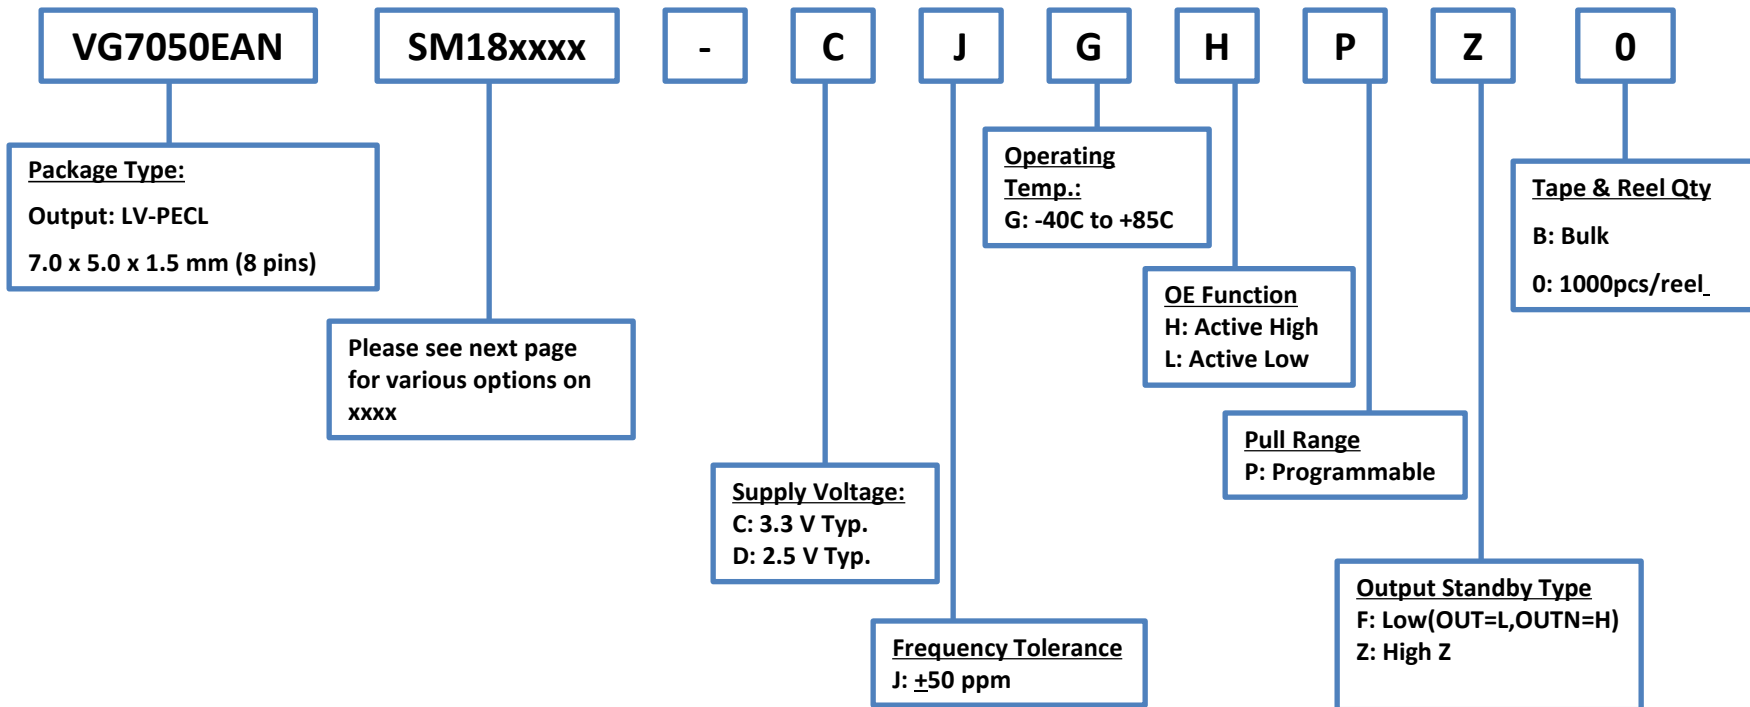 VG7050EAN SM18xxxx - C J G H P Z 0
Package Type:
Output: LV-PECL
7.0 x 5.0 x 1.5 mm (8 pins)
Please see next page
for various options on
xxxx
Supply Voltage:
C: 3.3 V Typ.
D: 2.5 V Typ.
Frequency Tolerance
J: ±50 ppm
Operating
Temp.:
G: -40C to +85C
OE Function
H: Active High
L: Active Low
Pull Range
P: Programmable
Output Standby Type
F: Low(OUT=L,OUTN=H)
Z: High Z
Tape & Reel Qty
B: Bulk
0: 1000pcs/reel